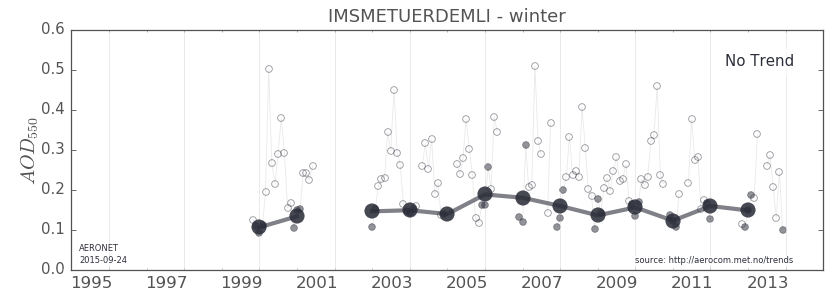 IMSMETUERDEMLI - winter
0.6
0.5
0.4
0.3
0.2
0.1
0.0
AOD550
No Trend
AERONET
2015-09-24
source: http://aerocom.met.no/trends
1995 1997 1999 2001 2003 2005 2007 2009 2011 2013